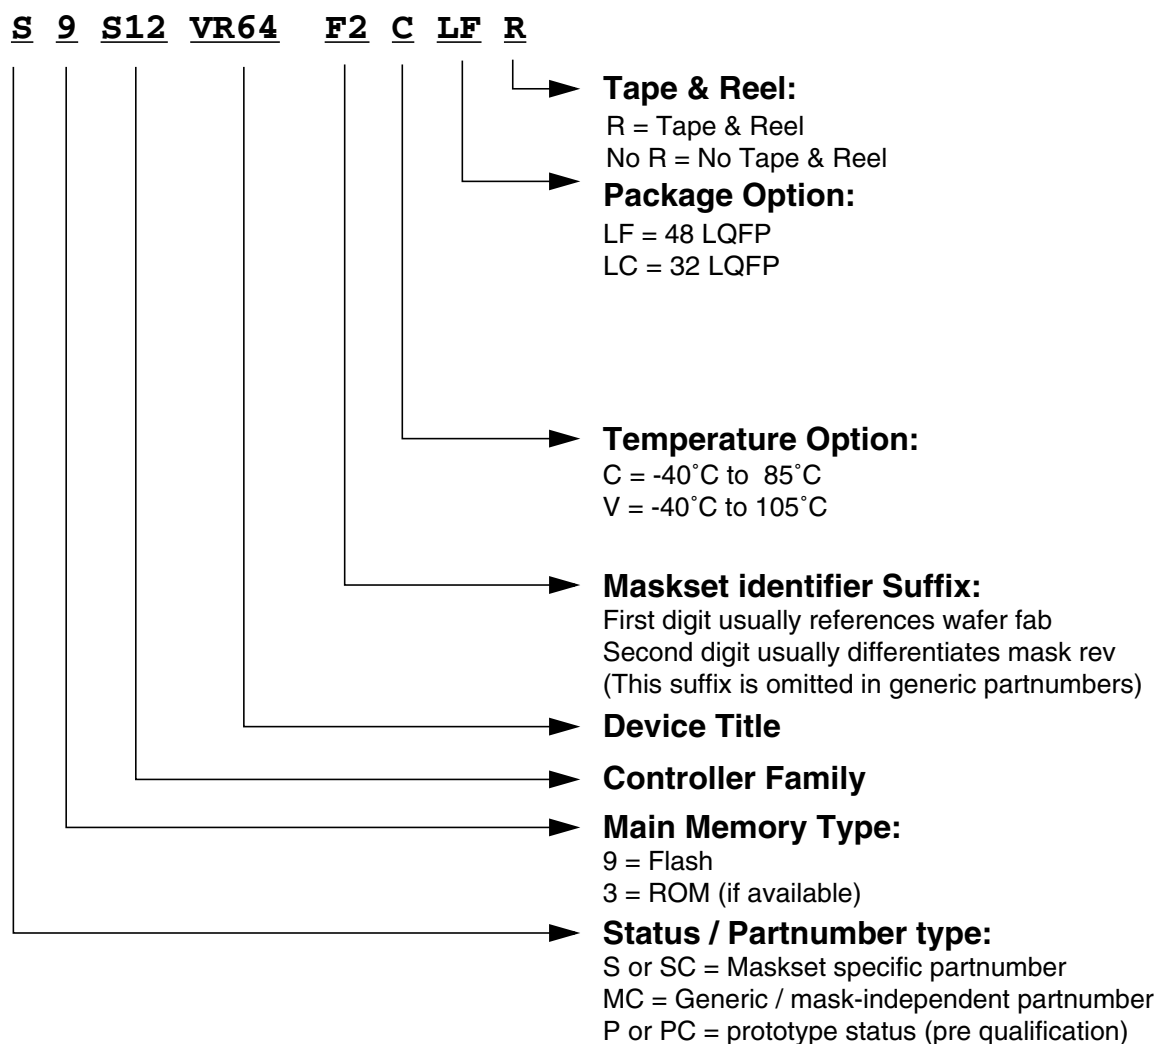 S 9 S12 VR64 F2 C LF R
Tape & Reel:
R = Tape & Reel
No R = No Tape & Reel
Package Option:
LF = 48 LQFP
LC = 32 LQFP
Temperature Option:
C = -40˚C to 85˚C
V = -40˚C to 105˚C
Maskset identifier Suffix:
First digit usually references wafer fab
Second digit usually differentiates mask rev
(This suffix is omitted in generic partnumbers)
Device Title
Controller Family
Main Memory Type:
9 = Flash
3 = ROM (if available)
Status / Partnumber type:
S or SC = Maskset specific partnumber
MC = Generic / mask-independent partnumber
P or PC = prototype status (pre qualification)